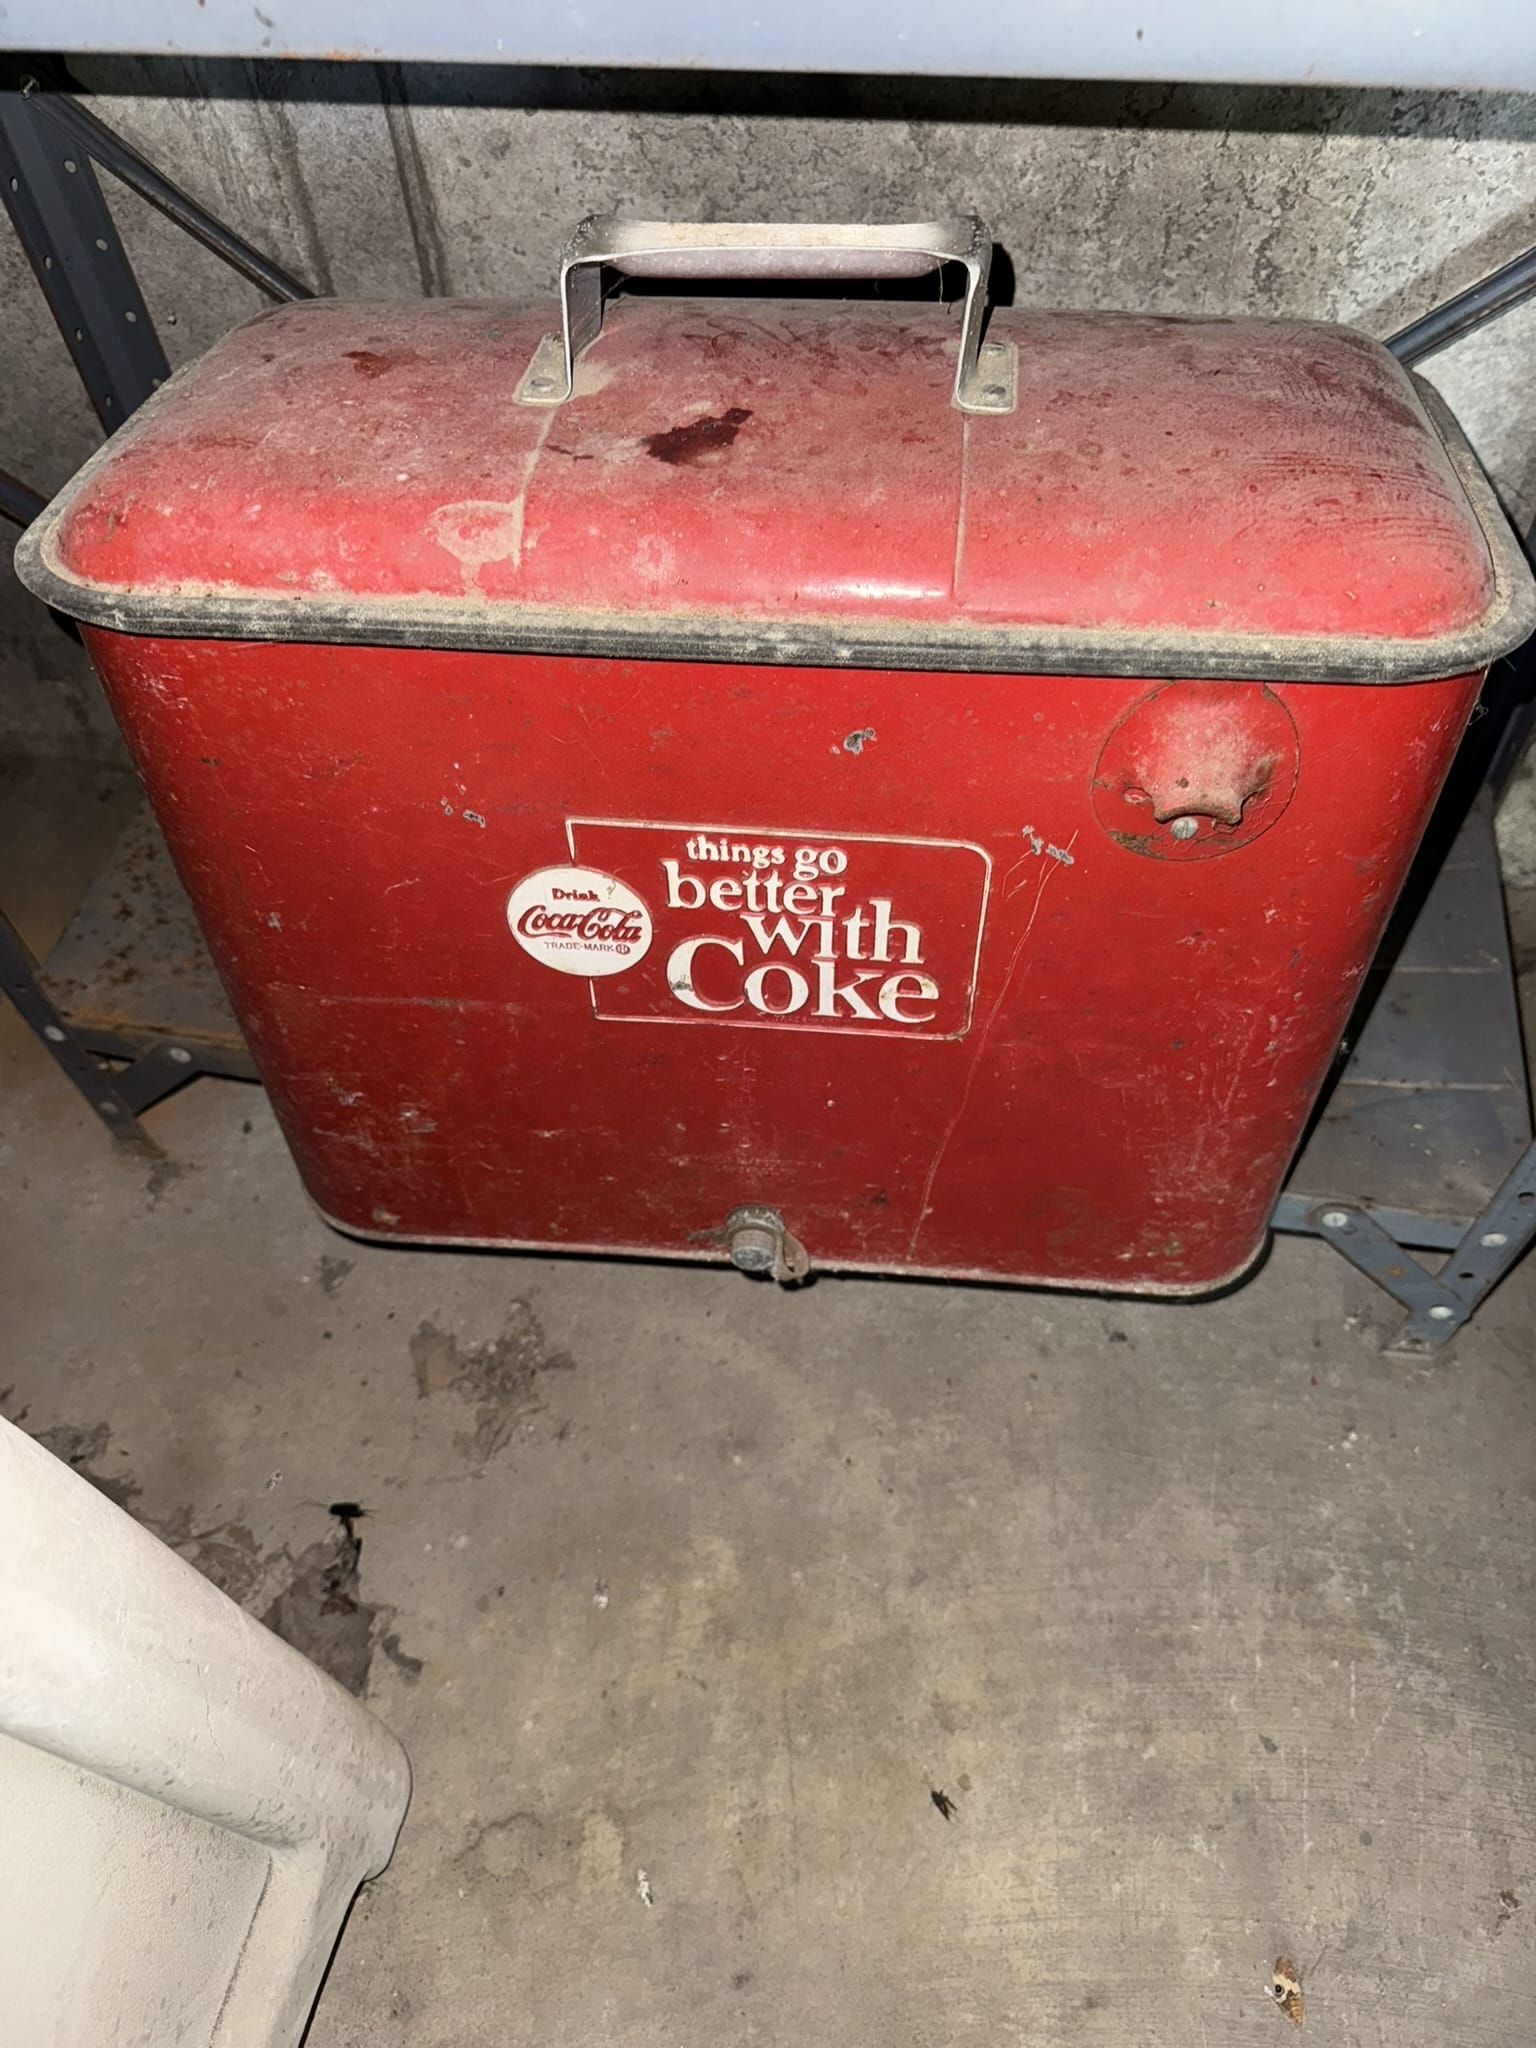 things go
better
with
Coke
Drink
Coca-Cola
TRADE-MARK ®